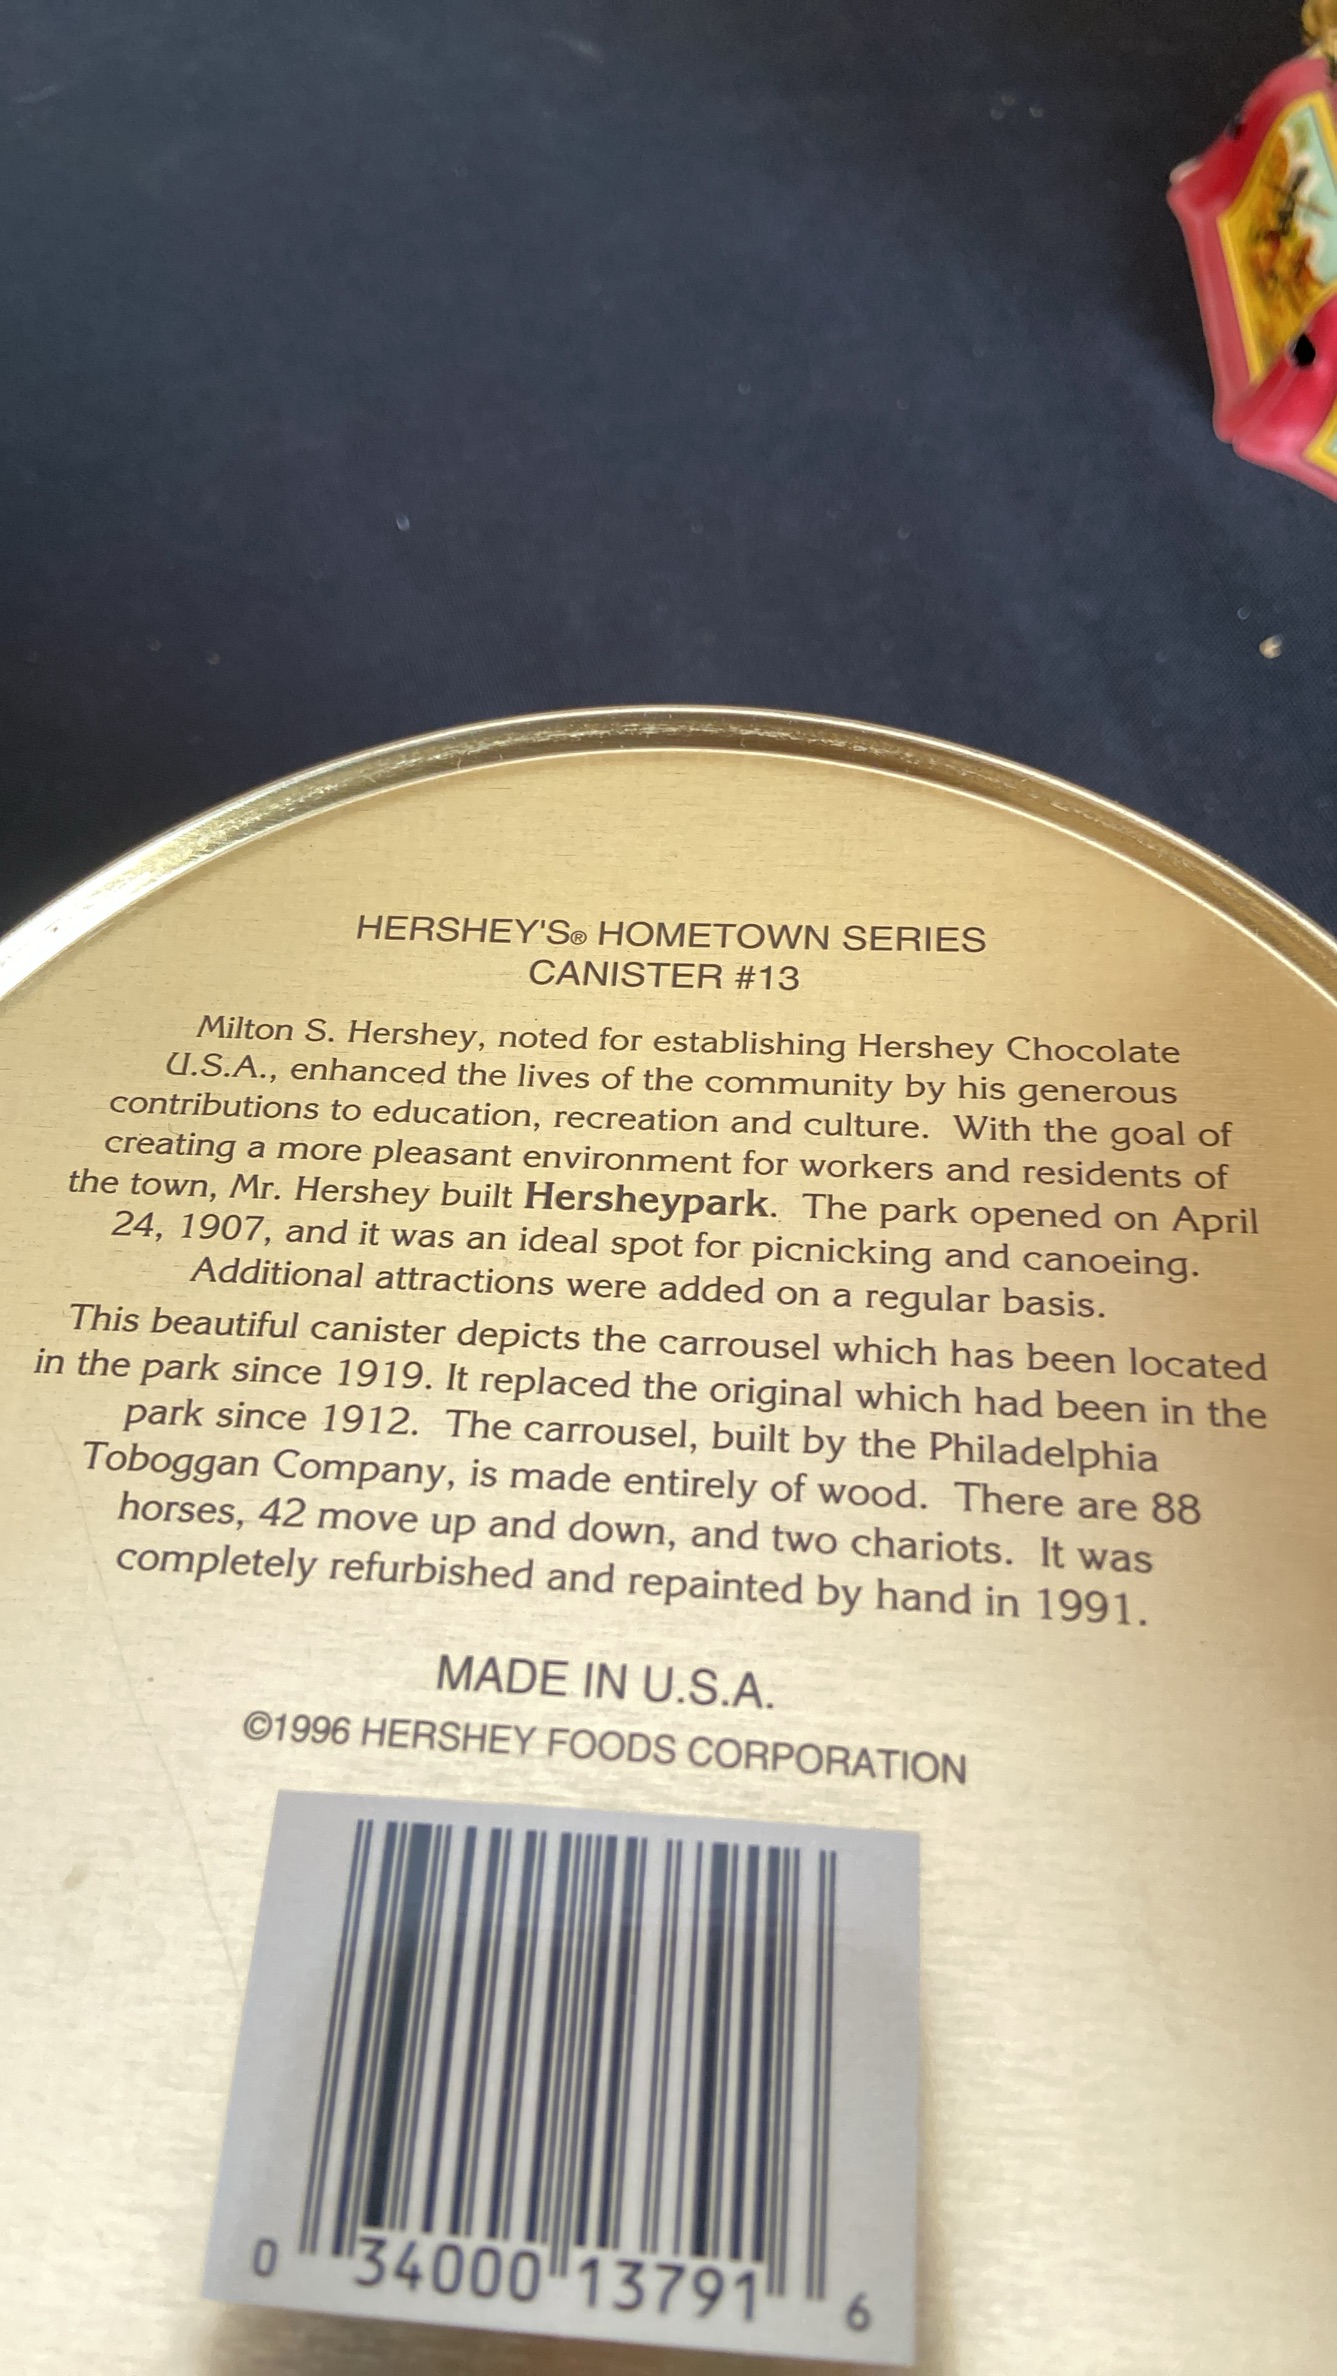 HERSHEY'S® HOMETOWN SERIES
CANISTER #13
Milton S. Hershey, noted for establishing Hershey Chocolate
U.S.A., enhanced the lives of the community by his generous
contributions to education, recreation and culture. With the goal of
creating a more pleasant environment for workers and residents of
the town, Mr. Hershey built Hersheypark. The park opened on April
24, 1907, and it was an ideal spot for picnicking and canoeing.
Additional attractions were added on a regular basis.
This beautiful canister depicts the carrousel which has been located
in the park since 1919. It replaced the original which had been in the
park since 1912. The carrousel, built by the Philadelphia
Toboggan Company, is made entirely of wood. There are 88
horses, 42 move up and down, and two chariots. It was
completely refurbished and repainted by hand in 1991.
MADE IN U.S.A.
©1996 HERSHEY FOODS CORPORATION
0 34000 13791 6